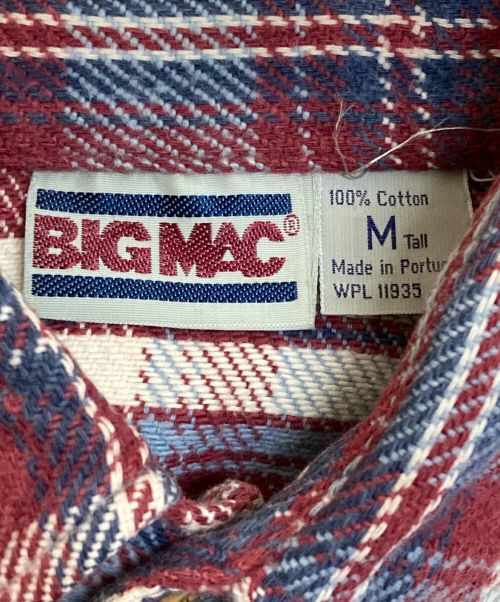 BIG MAC®
100% Cotton
M Tall
Made in Portu
WPL 11935